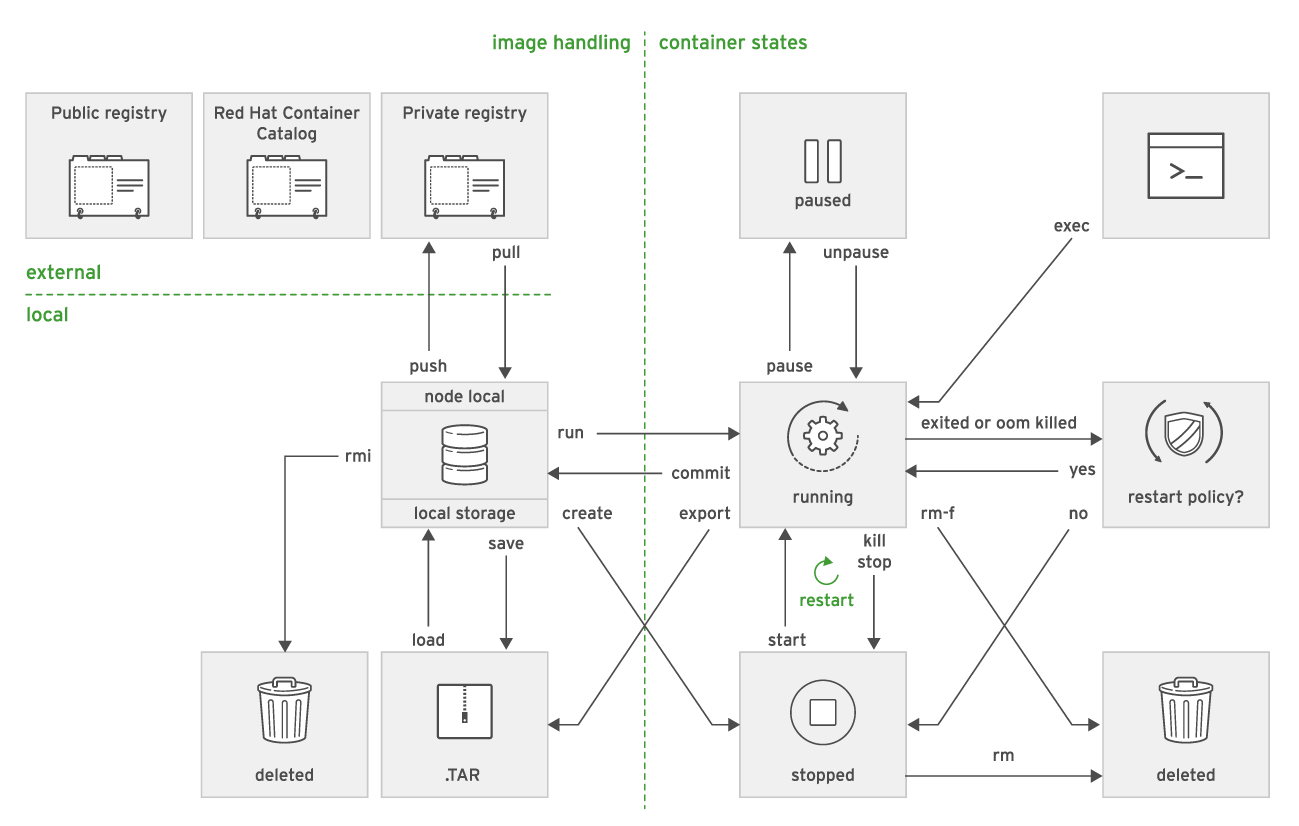 image handling
container states
Public registry
Red Hat Container
Catalog
Private registry
paused
>_
exec
pull
unpause
external
local
push
pause
node local
run
exited or oom killed
rmi
commit
yes
running
restart policy?
local storage
create
export
rm-f
no
save
kill
stop
restart
load
start
deleted
.TAR
stopped
rm
deleted